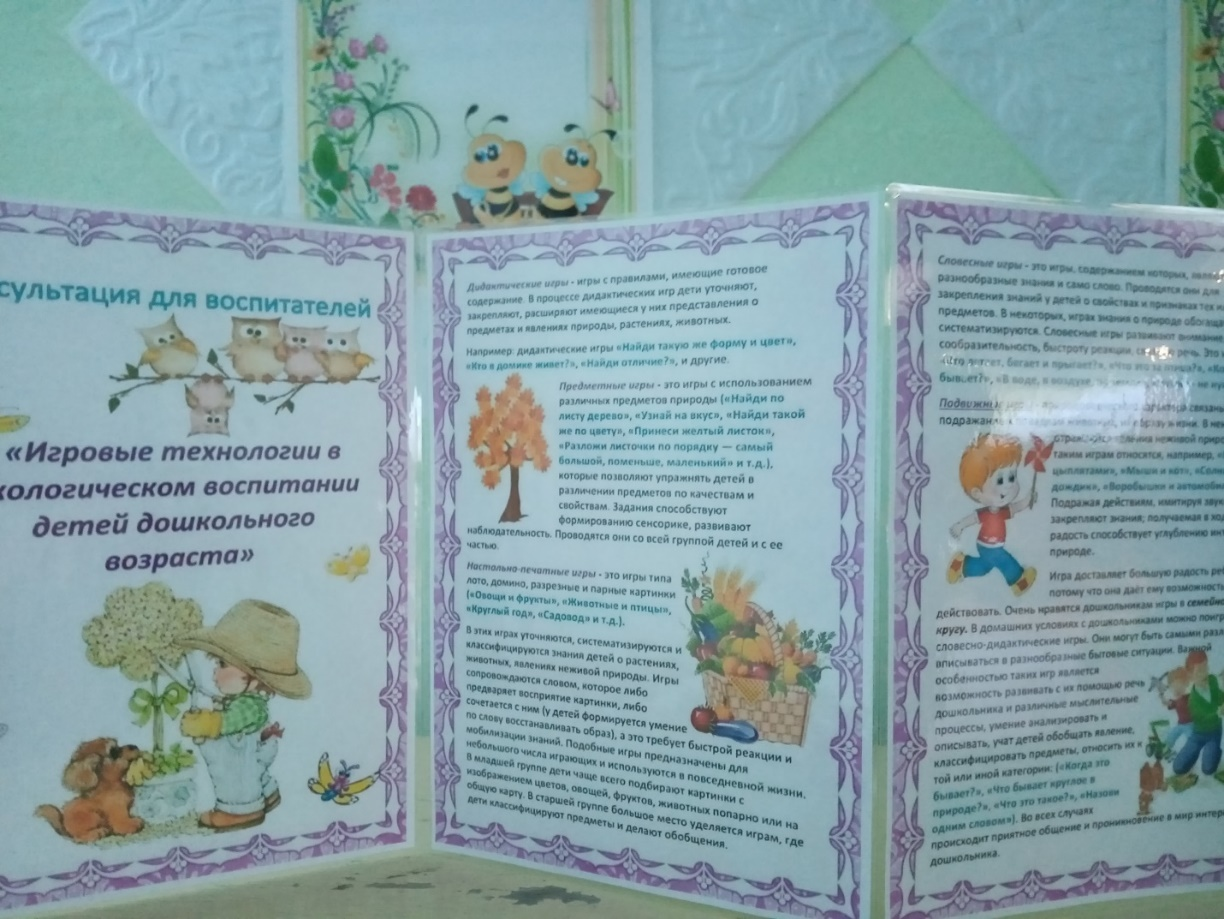 сультация для воспитателей
«Игровые технологии в
кологическом воспитании
детей дошкольного
возраста»
Дидактические игры - игры с правилами, имеющие готовое
содержание. В процессе дидактических игр дети уточняют,
закрепляют, расширяют имеющиеся у них представления о
предметах и явлениях природы, растениях, животных.
Например: дидактические игры «Найди такую же форму и цвет»,
«Кто в домике живет?», «Найди отличие?», и другие.
Предметные игры - это игры с использованием
различных предметов природы («Найди по
листу дерево», «Узнай на вкус», «Найди такой
же по цвету», «Принеси желтый листок»,
«Разложи листочки по порядку — самый
большой, поменьше, маленький» и т.д.),
которые позволяют упражнять детей в
различении предметов по качествам и
свойствам. Задания способствуют
формированию сенсорике, развивают
наблюдательность. Проводятся они со всей группой детей и с ее
частью.
Настольно-печатные игры - это игры типа
лото, домино, разрезные и парные картинки
(«Овощи и фрукты», «Животные и птицы»,
«Круглый год», «Садовод» и т.д.).
В этих играх уточняются, систематизируются и
классифицируются знания детей о растениях,
животных, явлениях неживой природы. Игры
сопровождаются словом, которое либо
предваряет восприятие картинки, либо
сочетается с ним (у детей формируется умение
по слову восстанавливать образ), а это требует быстрой реакции и
мобилизации знаний. Подобные игры предназначены для
небольшого числа играющих и используются в повседневной жизни.
В младшей группе дети чаще всего подбирают картинки с
изображением цветов, овощей, фруктов, животных попарно или на
общую карту. В старшей группе большое место уделяется играм, где
дети классифицируют предметы и делают обобщения.
Словесные игры - это игры, содержанием которых,
разнообразные знания и само слово. Проводятся они для
закрепления знаний у детей о свойствах и признаках тех
предметов. В некоторых, играх знания о природе
систематизируются. Словесные игры развивают внимание
сообразительность, быстроту реакции, речь. Это
«Что летает, бегает и прыгает?», «Что это за птица?»,
бывает?», «В воде, в воздухе,
Подвижные
подражанием
неживой
таким играм относятся, например,
цыплятами», «Мыши и кот»,
дождик», «Воробышки и
Подражая действиям, имитируя
закрепляют знания; получаемая в
радость способствует углублению
природе.
Игра доставляет большую радость
потому что она даёт ему возможность
действовать. Очень нравятся дошкольникам игры в
кругу. В домашних условиях с дошкольниками можно
словесно-дидактические игры. Они могут быть самыми
вписываться в разнообразные бытовые ситуации. Важной
особенностью таких игр является
возможность развивать с их помощью речь
дошкольника и различные мыслительные
процессы, умение анализировать и
описывать, учат детей обобщать явление,
классифицировать предметы, относить их к
той или иной категории: («Когда это
бывает?», «Что бывает круглое в
природе?», «Что это такое?», «Назови
одним словом»). Во всех случаях
происходит приятное общение и проникновение в мир
дошкольника.